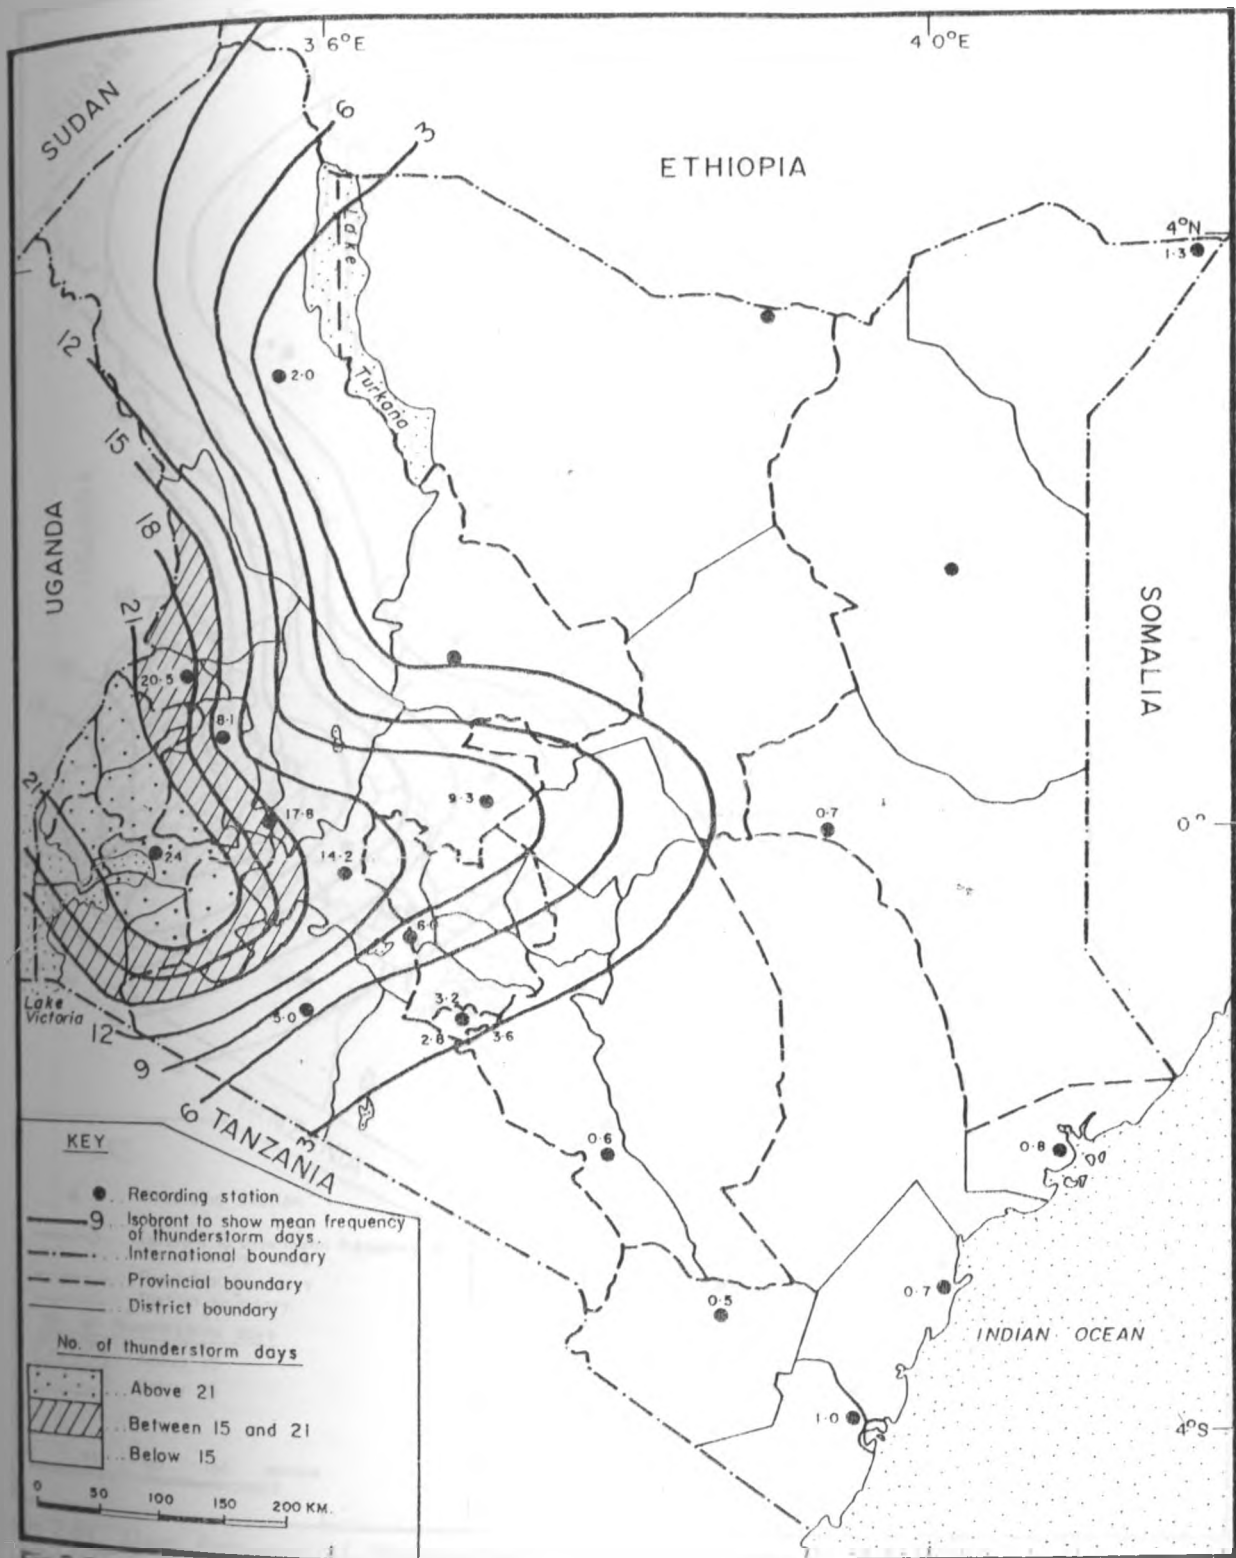 36°E
40°E
SUDAN
6
3
ETHIOPIA
4°N
1·3
Lake
Turkana
12
2·0
15
18
UGANDA
SOMALIA
21
20·5
8·1
21
9·3
17·8
0·7
0°
24
14·2
6·0
Lake
Victoria
3·2
5·0
2·8
3·6
12
9
6
TANZANIA
3
0·6
0·8
KEY
Recording station
9 Isobront to show mean frequency
of thunderstorm days.
International boundary
Provincial boundary
District boundary
0·5
0·7
INDIAN OCEAN
No. of thunderstorm days
Above 21
Between 15 and 21
Below 15
1·0
4°S
0 50 100 150 200 KM.